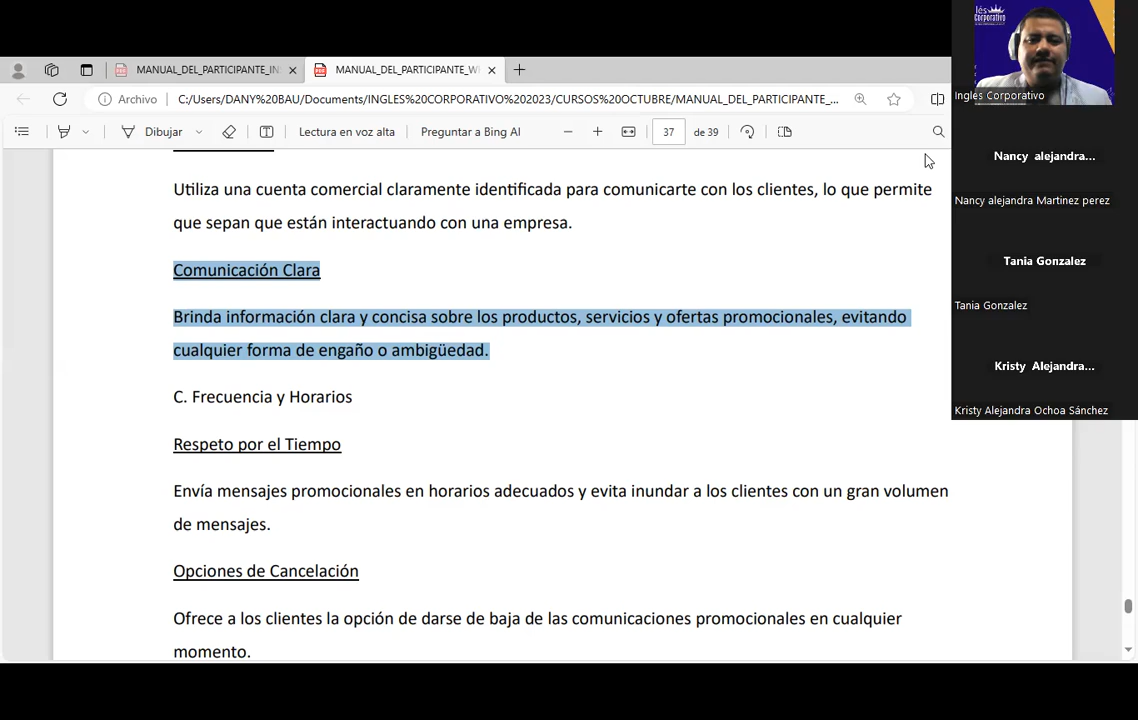 lés
Corporativo
Ingles Corporativo
MANUAL_DEL_PARTICIPANTE_IN
MANUAL_DEL_PARTICIPANTE_W
Archivo
C:/Users/DANY%20BAU/Documents/INGLES%20CORPORATIVO%202023/CURSOS%20OCTUBRE/MANUAL_DEL_PARTICIPANTE_...
Dibujar
Lectura en voz alta
Preguntar a Bing AI
37
de 39
Utiliza una cuenta comercial claramente identificada para comunicarte con los clientes, lo que permite
que sepan que están interactuando con una empresa.
Comunicación Clara
Brinda información clara y concisa sobre los productos, servicios y ofertas promocionales, evitando
cualquier forma de engaño o ambigüedad.
C. Frecuencia y Horarios
Respeto por el Tiempo
Envía mensajes promocionales en horarios adecuados y evita inundar a los clientes con un gran volumen
de mensajes.
Opciones de Cancelación
Ofrece a los clientes la opción de darse de baja de las comunicaciones promocionales en cualquier
momento.
Nancy alejandra...
Nancy alejandra Martinez perez
Tania Gonzalez
Tania Gonzalez
Kristy Alejandra...
Kristy Alejandra Ochoa Sánchez